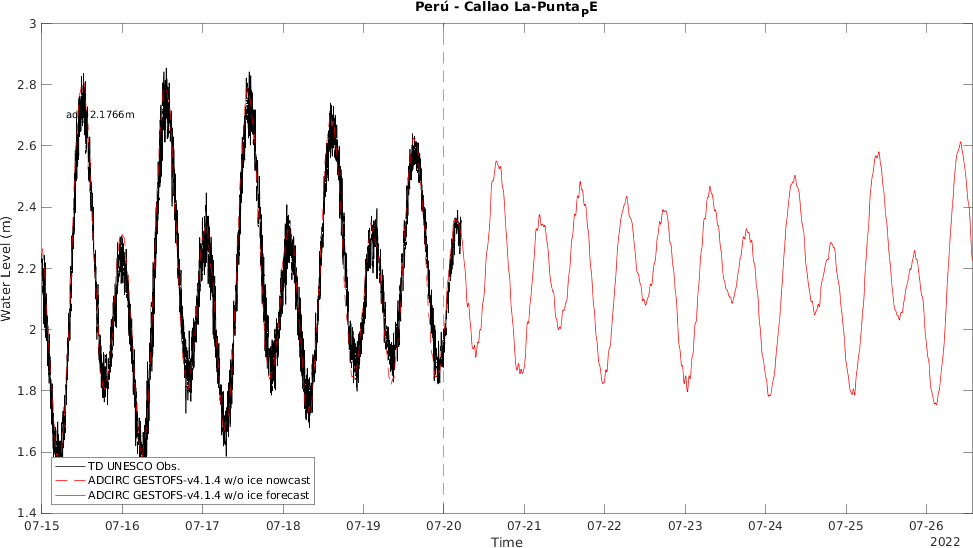 Perú - Callao La-PuntaPE
3
2.8
2.6
2.4
2.2
2
1.8
1.6
1.4
Water Level (m)
2.1766m
TD UNESCO Obs.
ADCIRC GESTOFS-v4.1.4 w/o ice nowcast
ADCIRC GESTOFS-v4.1.4 w/o ice forecast
07-15 07-16 07-17 07-18 07-19 07-20 07-21 07-22 07-23 07-24 07-25 07-26
Time
2022